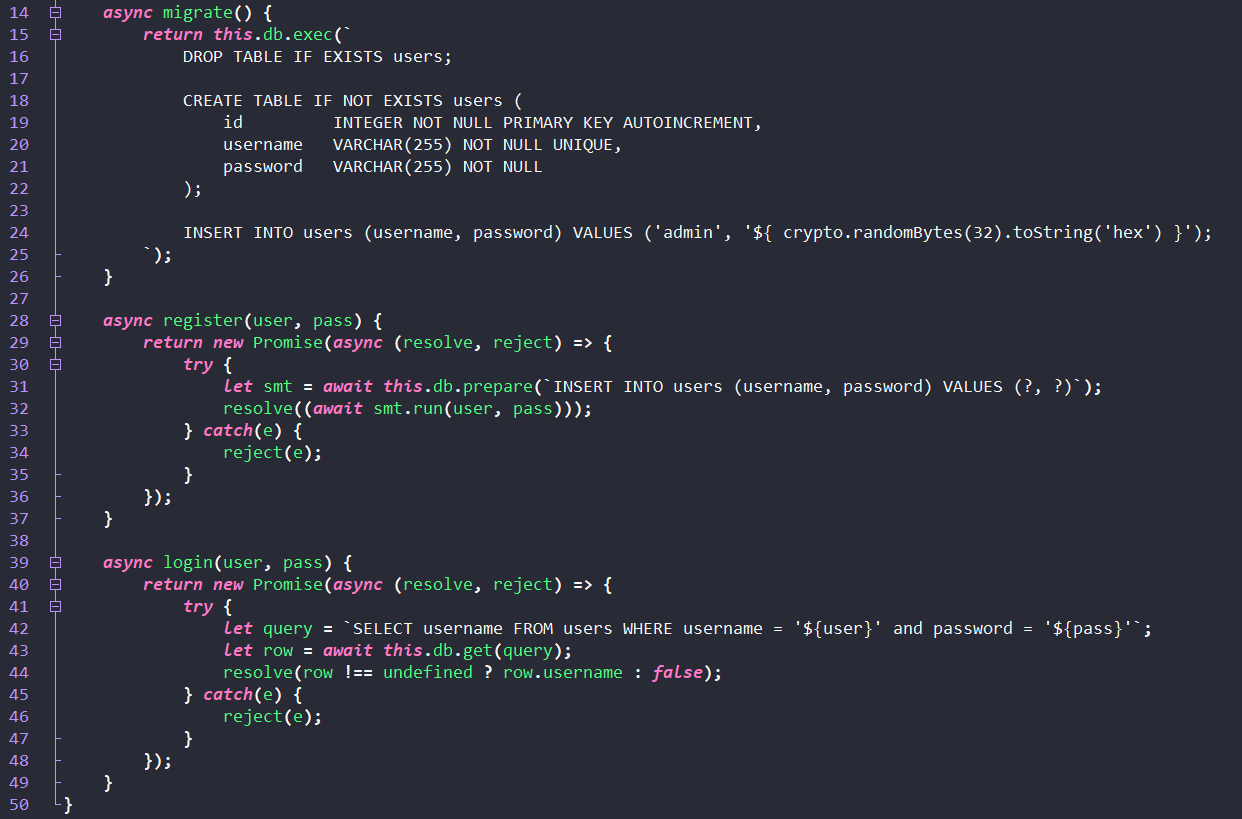 14 async migrate() {
15 return this.db.exec(`
16 DROP TABLE IF EXISTS users;
17
18 CREATE TABLE IF NOT EXISTS users (
19 id INTEGER NOT NULL PRIMARY KEY AUTOINCREMENT,
20 username VARCHAR(255) NOT NULL UNIQUE,
21 password VARCHAR(255) NOT NULL
22 );
23
24 INSERT INTO users (username, password) VALUES ('admin', '${ crypto.randomBytes(32).toString('hex') }');
25 `);
26 }
27
28 async register(user, pass) {
29 return new Promise(async (resolve, reject) => {
30 try {
31 let smt = await this.db.prepare(`INSERT INTO users (username, password) VALUES (?, ?)`);
32 resolve((await smt.run(user, pass)));
33 } catch(e) {
34 reject(e);
35 }
36 });
37 }
38
39 async login(user, pass) {
40 return new Promise(async (resolve, reject) => {
41 try {
42 let query = `SELECT username FROM users WHERE username = '${user}' and password = '${pass}'`;
43 let row = await this.db.get(query);
44 resolve(row !== undefined ? row.username : false);
45 } catch(e) {
46 reject(e);
47 }
48 });
49 }
50 }